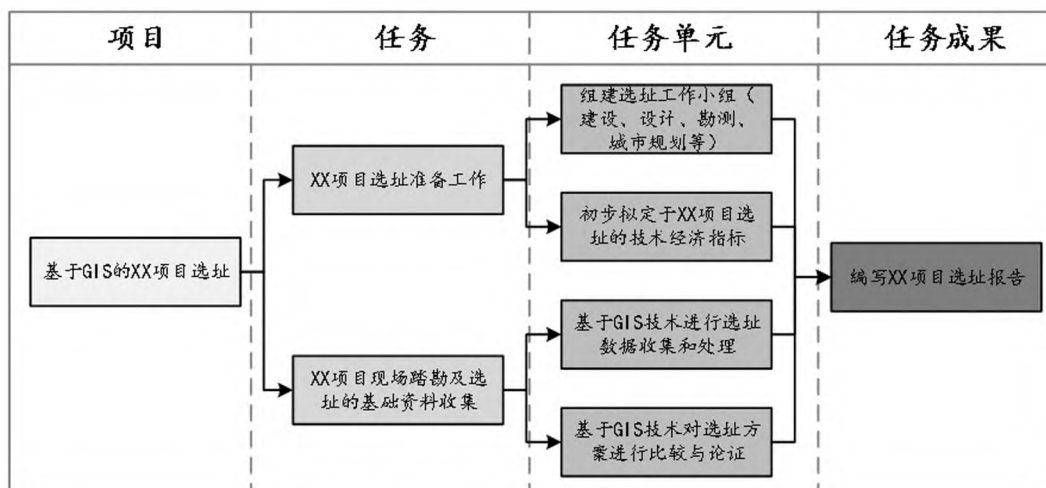 项目 任务 任务单元 任务成果
组建选址工作小组（
建设、设计、勘测、
城市规划等）
XX项目选址准备工作
初步拟定于XX项目选
址的技术经济指标
基于GIS的XX项目选址
编写XX项目选址报告
基于GIS技术进行选址
数据收集和处理
XX项目现场踏勘及选
址的基础资料收集
基于GIS技术对选址方
案进行比较与论证